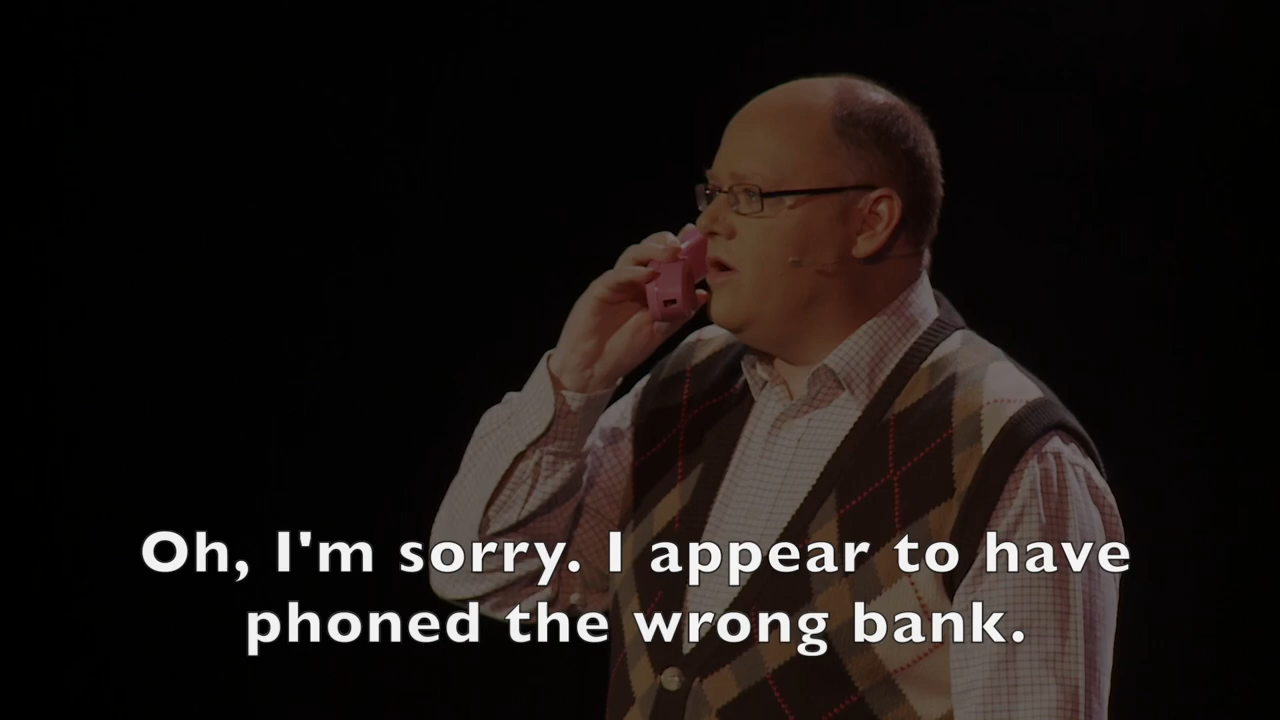 Oh, I'm sorry. I appear to have
phoned the wrong bank.